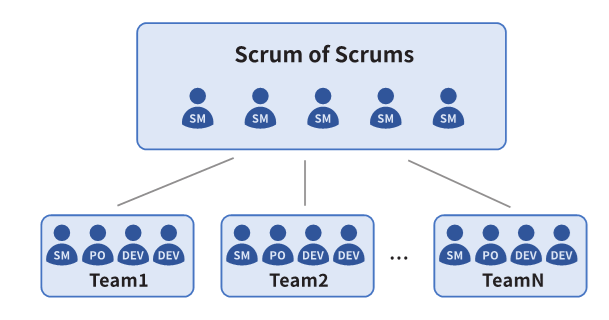 Scrum of Scrums
SM SM SM SM SM
SM PO DEV DEV
Team1
SM PO DEV DEV
Team2
...
SM PO DEV DEV
TeamN